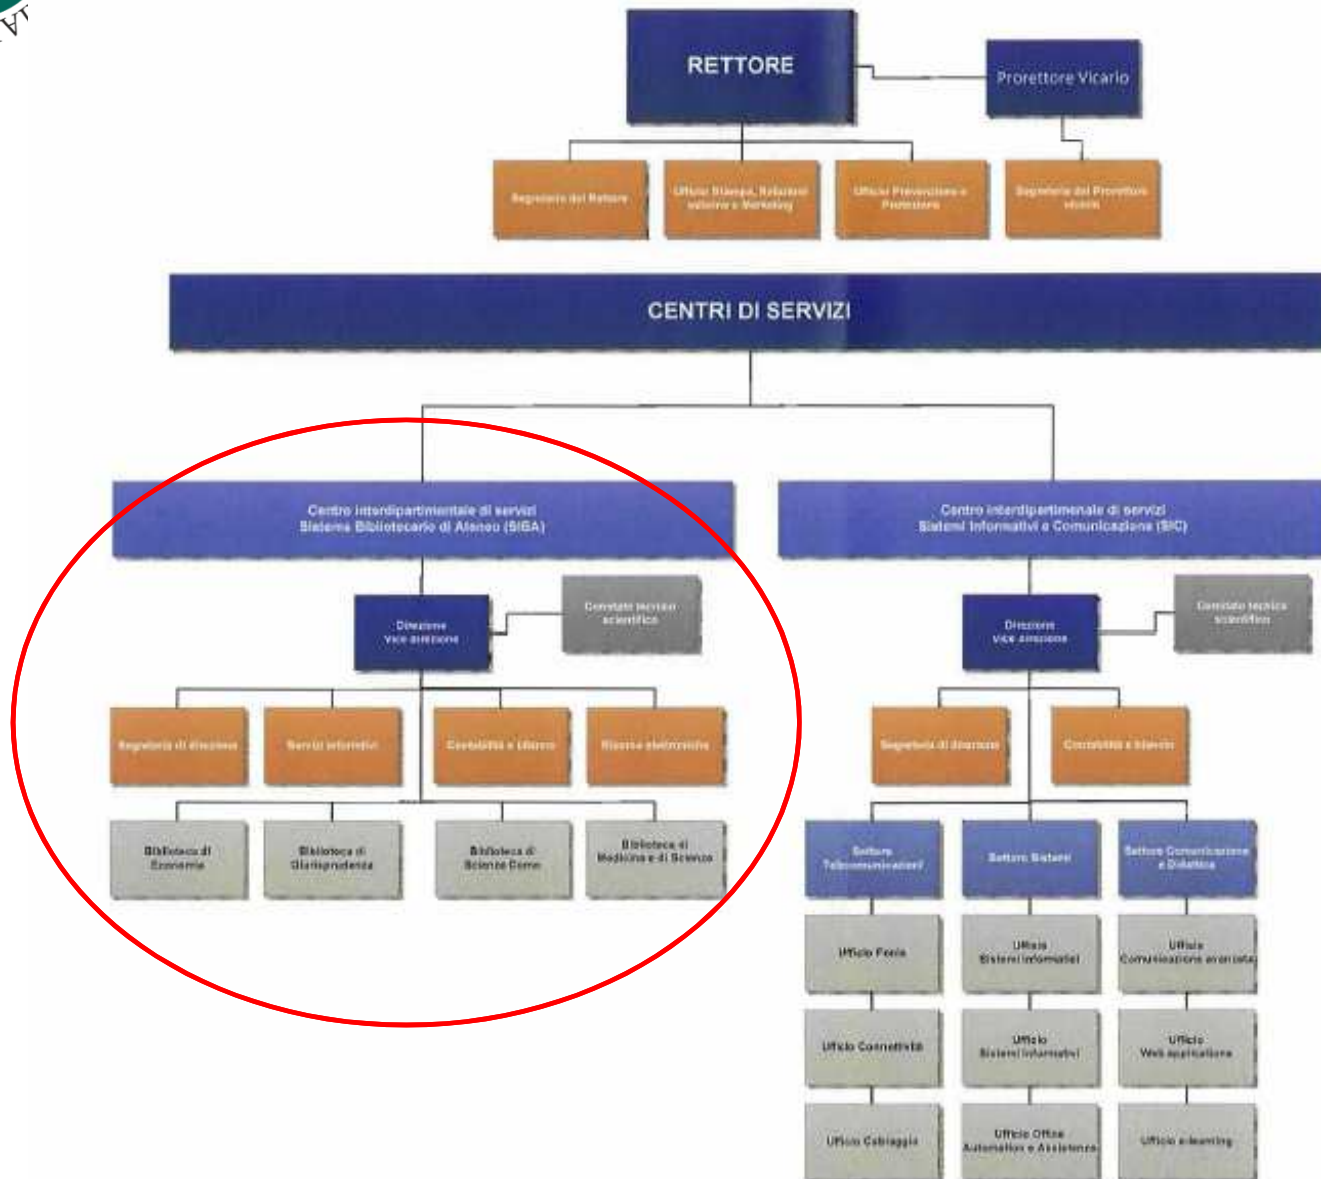 RETTORE
Prorettore Vicario
Segreteria del Rettore
Ufficio Stampa, Relazioni
esterne e Marketing
Ufficio Prevenzione e
Protezione
Segreteria del Prorettore
vicario
CENTRI DI SERVIZI
Centro interdipartimentale di servizi
Sistema Bibliotecario di Ateneo (SIBA)
Centro interdipartimenale di servizi
Sistemi Informativi e Comunicazione (SIC)
Direzione
vice direzione
Comitato tecnico
scientifico
Direzione
vice direzione
Comitato tecnico
scientifico
Segreteria di direzione
Servizi informativi
Contabilità e bilancio
Risorse elettroniche
Segreteria di direzione
Contabilità e bilancio
Biblioteca di
Economia
Biblioteca di
Giurisprudenza
Biblioteca di
Scienze Como
Biblioteca di
Medicina e di Scienze
Settore
Telecomunicazioni
Settore Sistemi
Settore Comunicazione
e Didattica
Ufficio Fonia
Ufficio
Sistemi Informatici
Ufficio
Comunicazione avanzata
Ufficio Connettività
Ufficio
Sistemi Informativi
Ufficio
Web applications
Ufficio Cablaggio
Ufficio Office
Automation e Assistenza
Ufficio e-learning